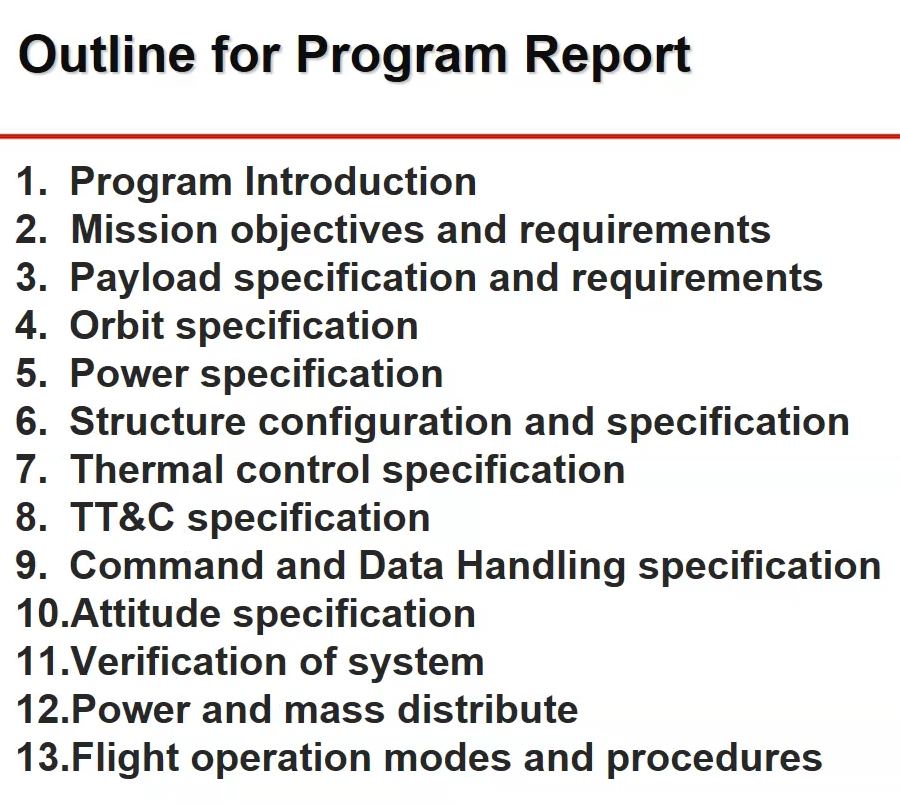 Outline for Program Report
1. Program Introduction
2. Mission objectives and requirements
3. Payload specification and requirements
4. Orbit specification
5. Power specification
6. Structure configuration and specification
7. Thermal control specification
8. TT&C specification
9. Command and Data Handling specification
10.Attitude specification
11.Verification of system
12.Power and mass distribute
13.Flight operation modes and procedures